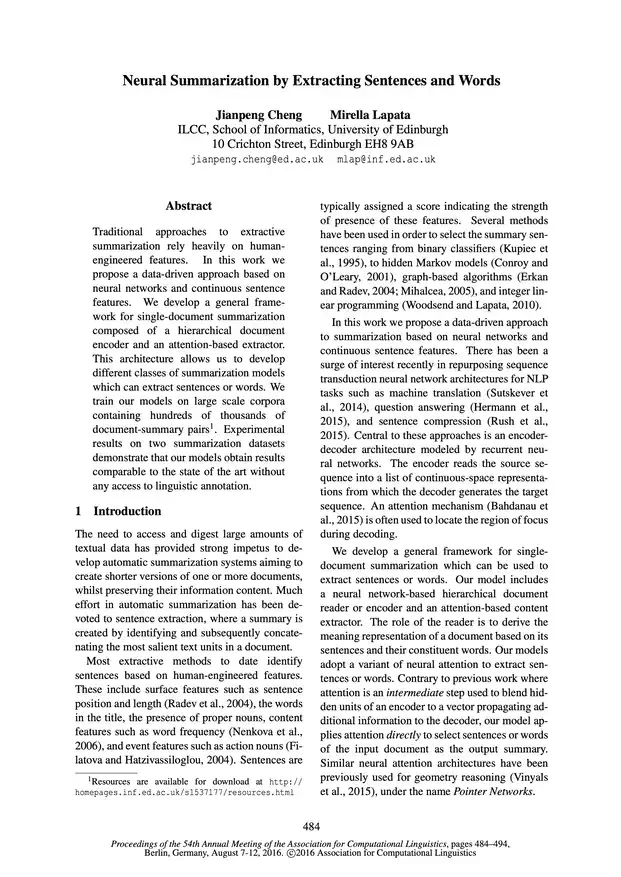 Neural Summarization by Extracting Sentences and Words
Jianpeng Cheng Mirella Lapata
ILCC, School of Informatics, University of Edinburgh
10 Crichton Street, Edinburgh EH8 9AB
jianpeng.cheng@ed.ac.uk mlap@inf.ed.ac.uk
Abstract
Traditional approaches to extractive
summarization rely heavily on human-
engineered features. In this work we
propose a data-driven approach based on
neural networks and continuous sentence
features. We develop a general frame-
work for single-document summarization
composed of a hierarchical document
encoder and an attention-based extractor.
This architecture allows us to develop
different classes of summarization models
which can extract sentences or words. We
train our models on large scale corpora
containing hundreds of thousands of
document-summary pairs¹. Experimental
results on two summarization datasets
demonstrate that our models obtain results
comparable to the state of the art without
any access to linguistic annotation.
1 Introduction
The need to access and digest large amounts of
textual data has provided strong impetus to de-
velop automatic summarization systems aiming to
create shorter versions of one or more documents,
whilst preserving their information content. Much
effort in automatic summarization has been de-
voted to sentence extraction, where a summary is
created by identifying and subsequently concate-
nating the most salient text units in a document.
Most extractive methods to date identify
sentences based on human-engineered features.
These include surface features such as sentence
position and length (Radev et al., 2004), the words
in the title, the presence of proper nouns, content
features such as word frequency (Nenkova et al.,
2006), and event features such as action nouns (Fi-
latova and Hatzivassiloglou, 2004). Sentences are
¹Resources are available for download at http://
homepages.inf.ed.ac.uk/s1537177/resources.html
typically assigned a score indicating the strength
of presence of these features. Several methods
have been used in order to select the summary sen-
tences ranging from binary classifiers (Kupiec et
al., 1995), to hidden Markov models (Conroy and
O'Leary, 2001), graph-based algorithms (Erkan
and Radev, 2004; Mihalcea, 2005), and integer lin-
ear programming (Woodsend and Lapata, 2010).
In this work we propose a data-driven approach
to summarization based on neural networks and
continuous sentence features. There has been a
surge of interest recently in repurposing sequence
transduction neural network architectures for NLP
tasks such as machine translation (Sutskever et
al., 2014), question answering (Hermann et al.,
2015), and sentence compression (Rush et al.,
2015). Central to these approaches is an encoder-
decoder architecture modeled by recurrent neu-
ral networks. The encoder reads the source se-
quence into a list of continuous-space representa-
tions from which the decoder generates the target
sequence. An attention mechanism (Bahdanau et
al., 2015) is often used to locate the region of focus
during decoding.
We develop a general framework for single-
document summarization which can be used to
extract sentences or words. Our model includes
a neural network-based hierarchical document
reader or encoder and an attention-based content
extractor. The role of the reader is to derive the
meaning representation of a document based on its
sentences and their constituent words. Our models
adopt a variant of neural attention to extract sen-
tences or words. Contrary to previous work where
attention is an intermediate step used to blend hid-
den units of an encoder to a vector propagating ad-
ditional information to the decoder, our model ap-
plies attention directly to select sentences or words
of the input document as the output summary.
Similar neural attention architectures have been
previously used for geometry reasoning (Vinyals
et al., 2015), under the name Pointer Networks.
484
Proceedings of the 54th Annual Meeting of the Association for Computational Linguistics, pages 484–494,
Berlin, Germany, August 7-12, 2016. ©2016 Association for Computational Linguistics